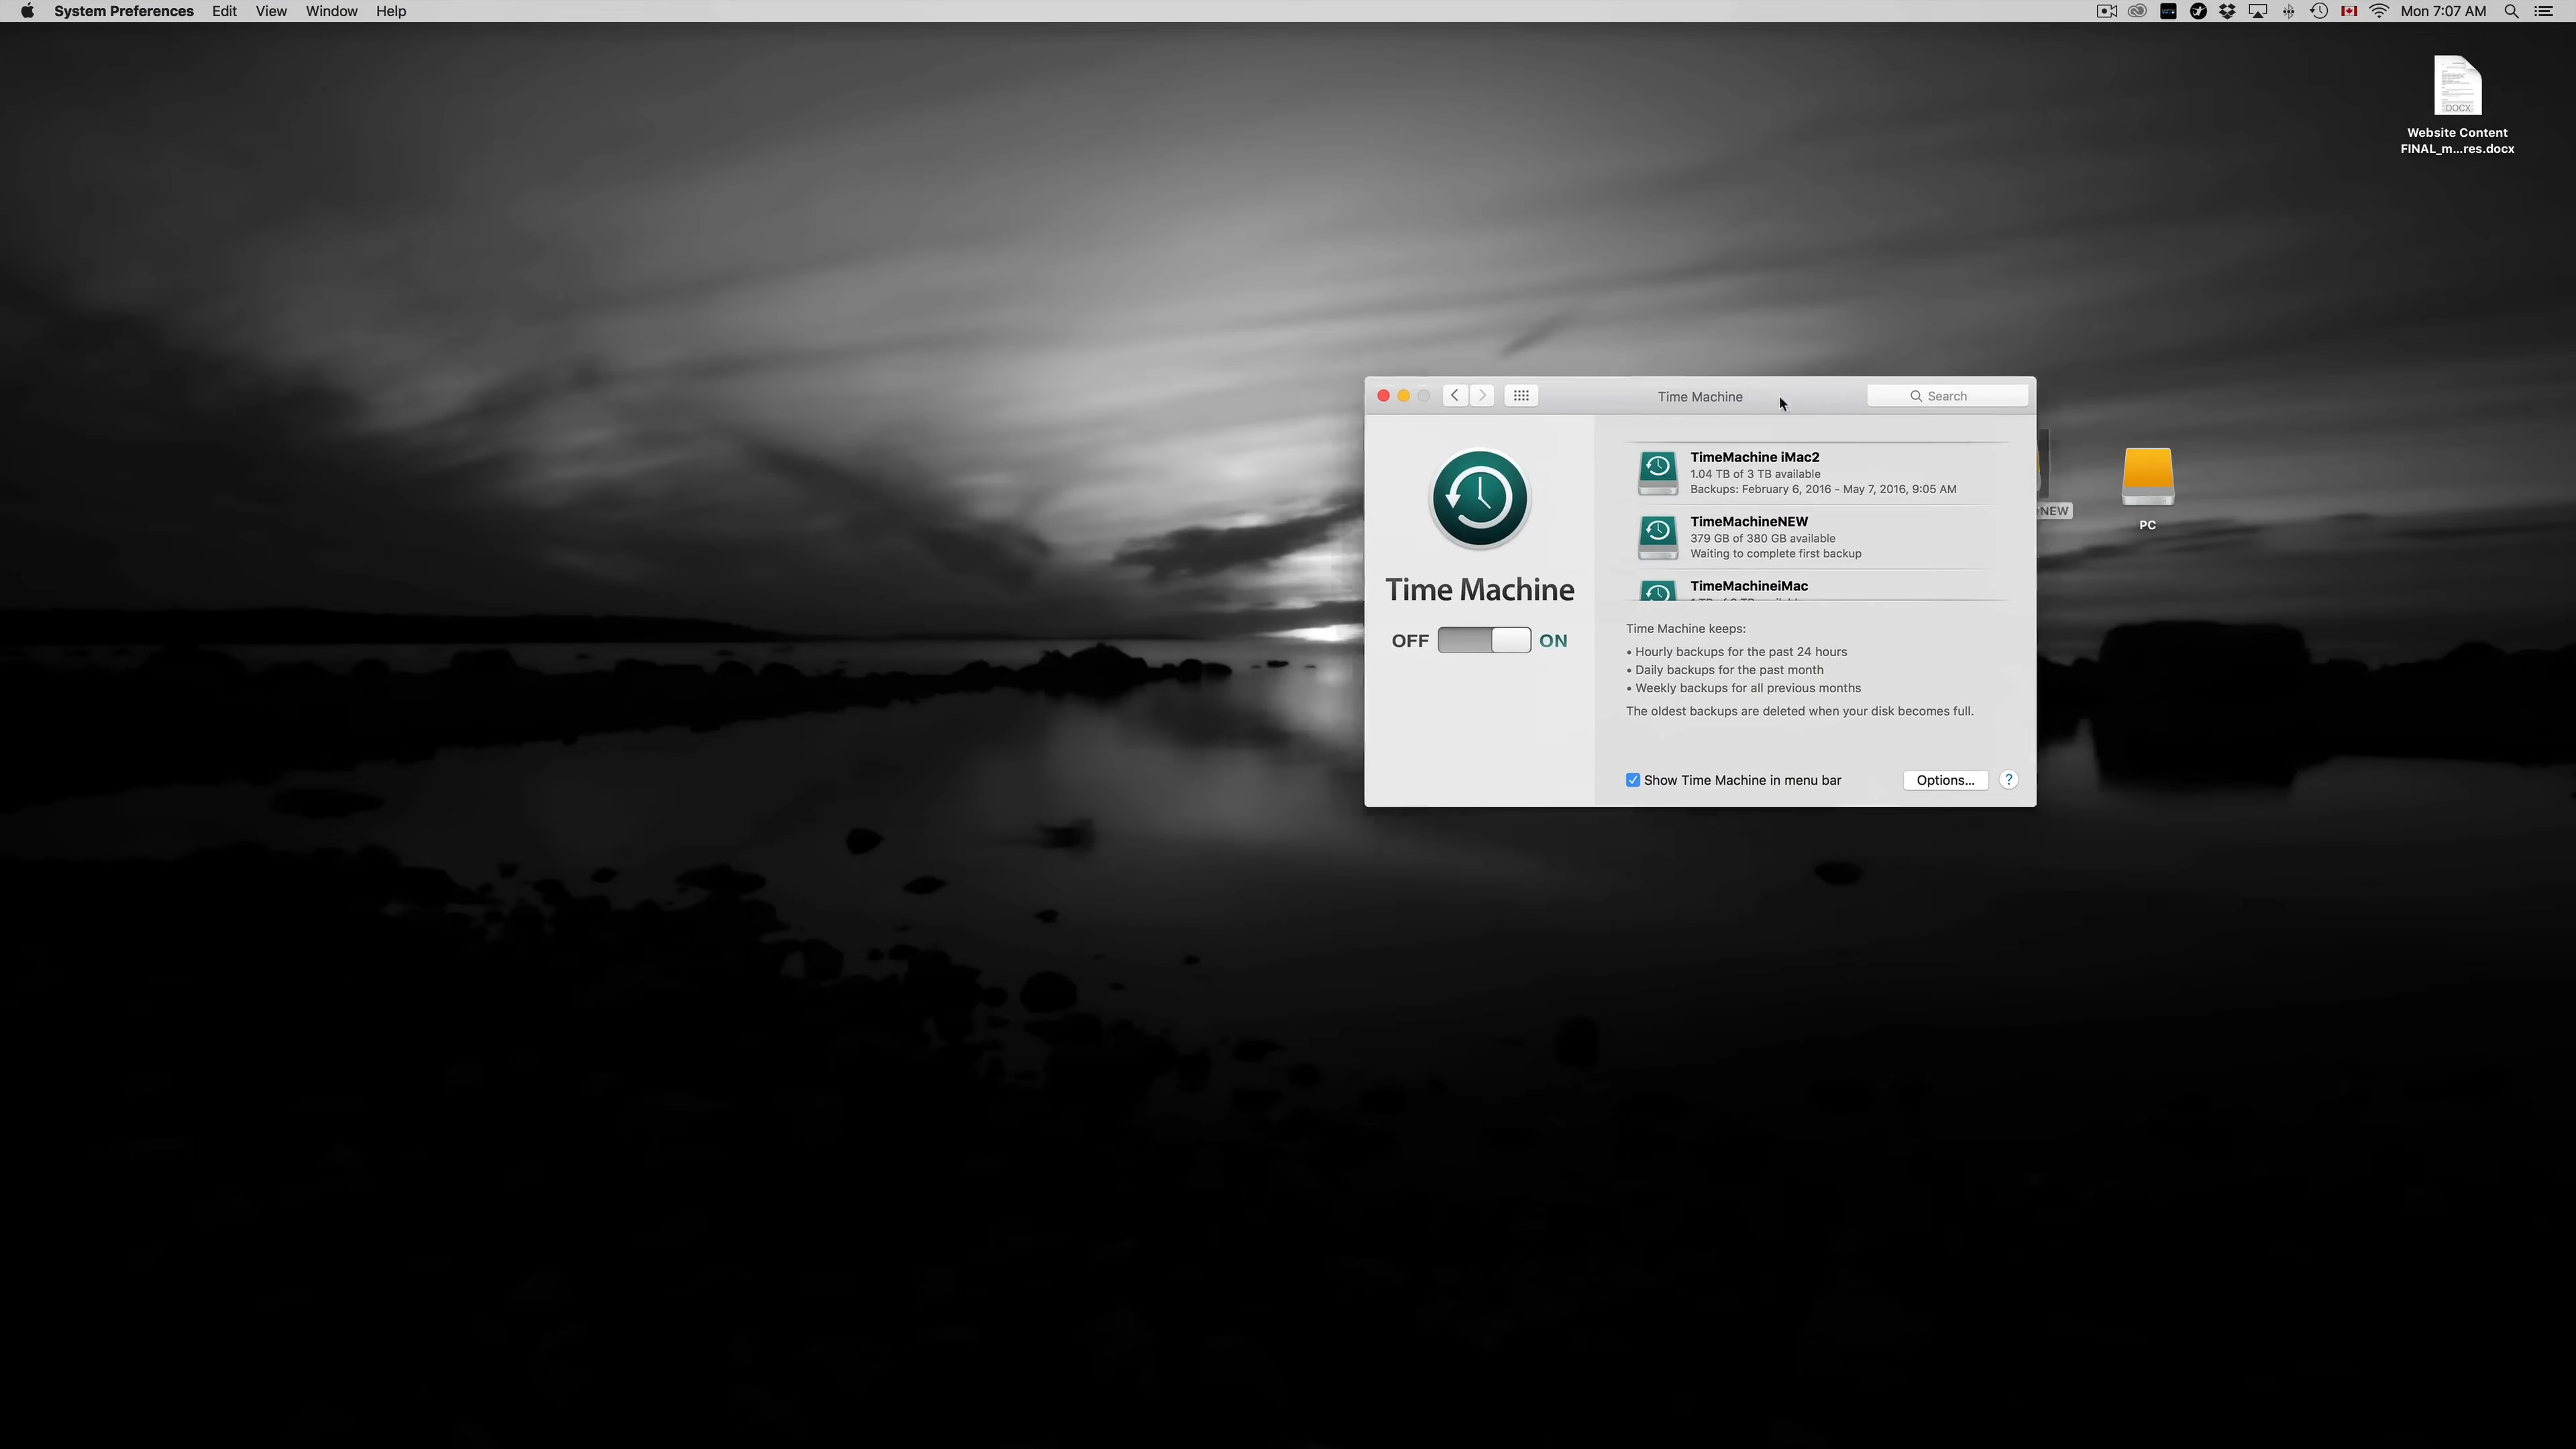 System Preferences Edit View Window Help
Mon 7:07 AM
DOCX
Website Content
FINAL_m...res.docx
Time Machine
Search
TimeMachine iMac2
1.04 TB of 3 TB available
Backups: February 6, 2016 - May 7, 2016, 9:05 AM
TimeMachineNEW
379 GB of 380 GB available
Waiting to complete first backup
TimeMachineiMac
Time Machine
OFF ON
Time Machine keeps:
• Hourly backups for the past 24 hours
• Daily backups for the past month
• Weekly backups for all previous months
The oldest backups are deleted when your disk becomes full.
Show Time Machine in menu bar
Options...
?
NEW
PC